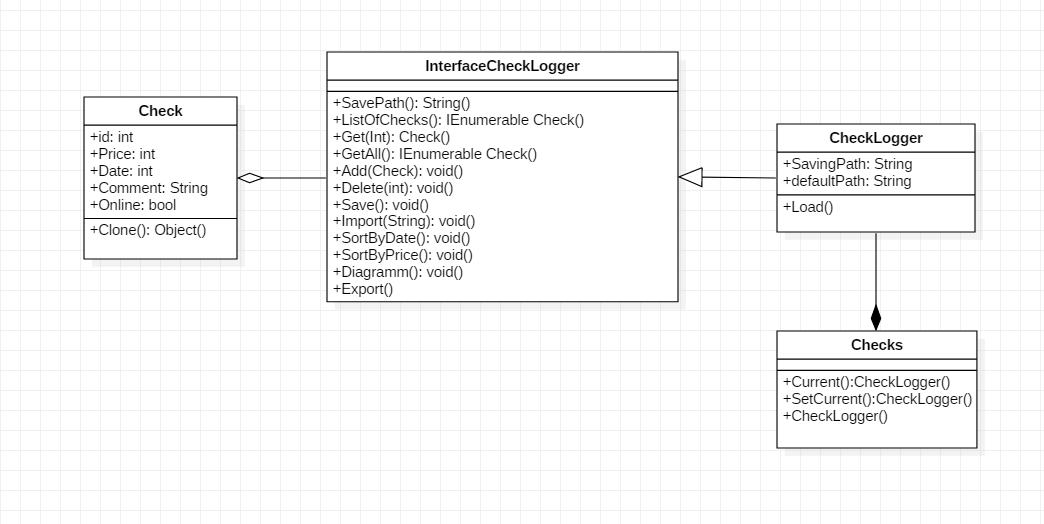 Check
+id: int
+Price: int
+Date: int
+Comment: String
+Online: bool
+Clone(): Object()
InterfaceCheckLogger
+SavePath(): String()
+ListOfChecks(): IEnumerable Check()
+Get(Int): Check()
+GetAll(): IEnumerable Check()
+Add(Check): void()
+Delete(int): void()
+Save(): void()
+Import(String): void()
+SortByDate(): void()
+SortByPrice(): void()
+Diagramm(): void()
+Export()
CheckLogger
+SavingPath: String
+defaultPath: String
+Load()
Checks
+Current():CheckLogger()
+SetCurrent():CheckLogger()
+CheckLogger()